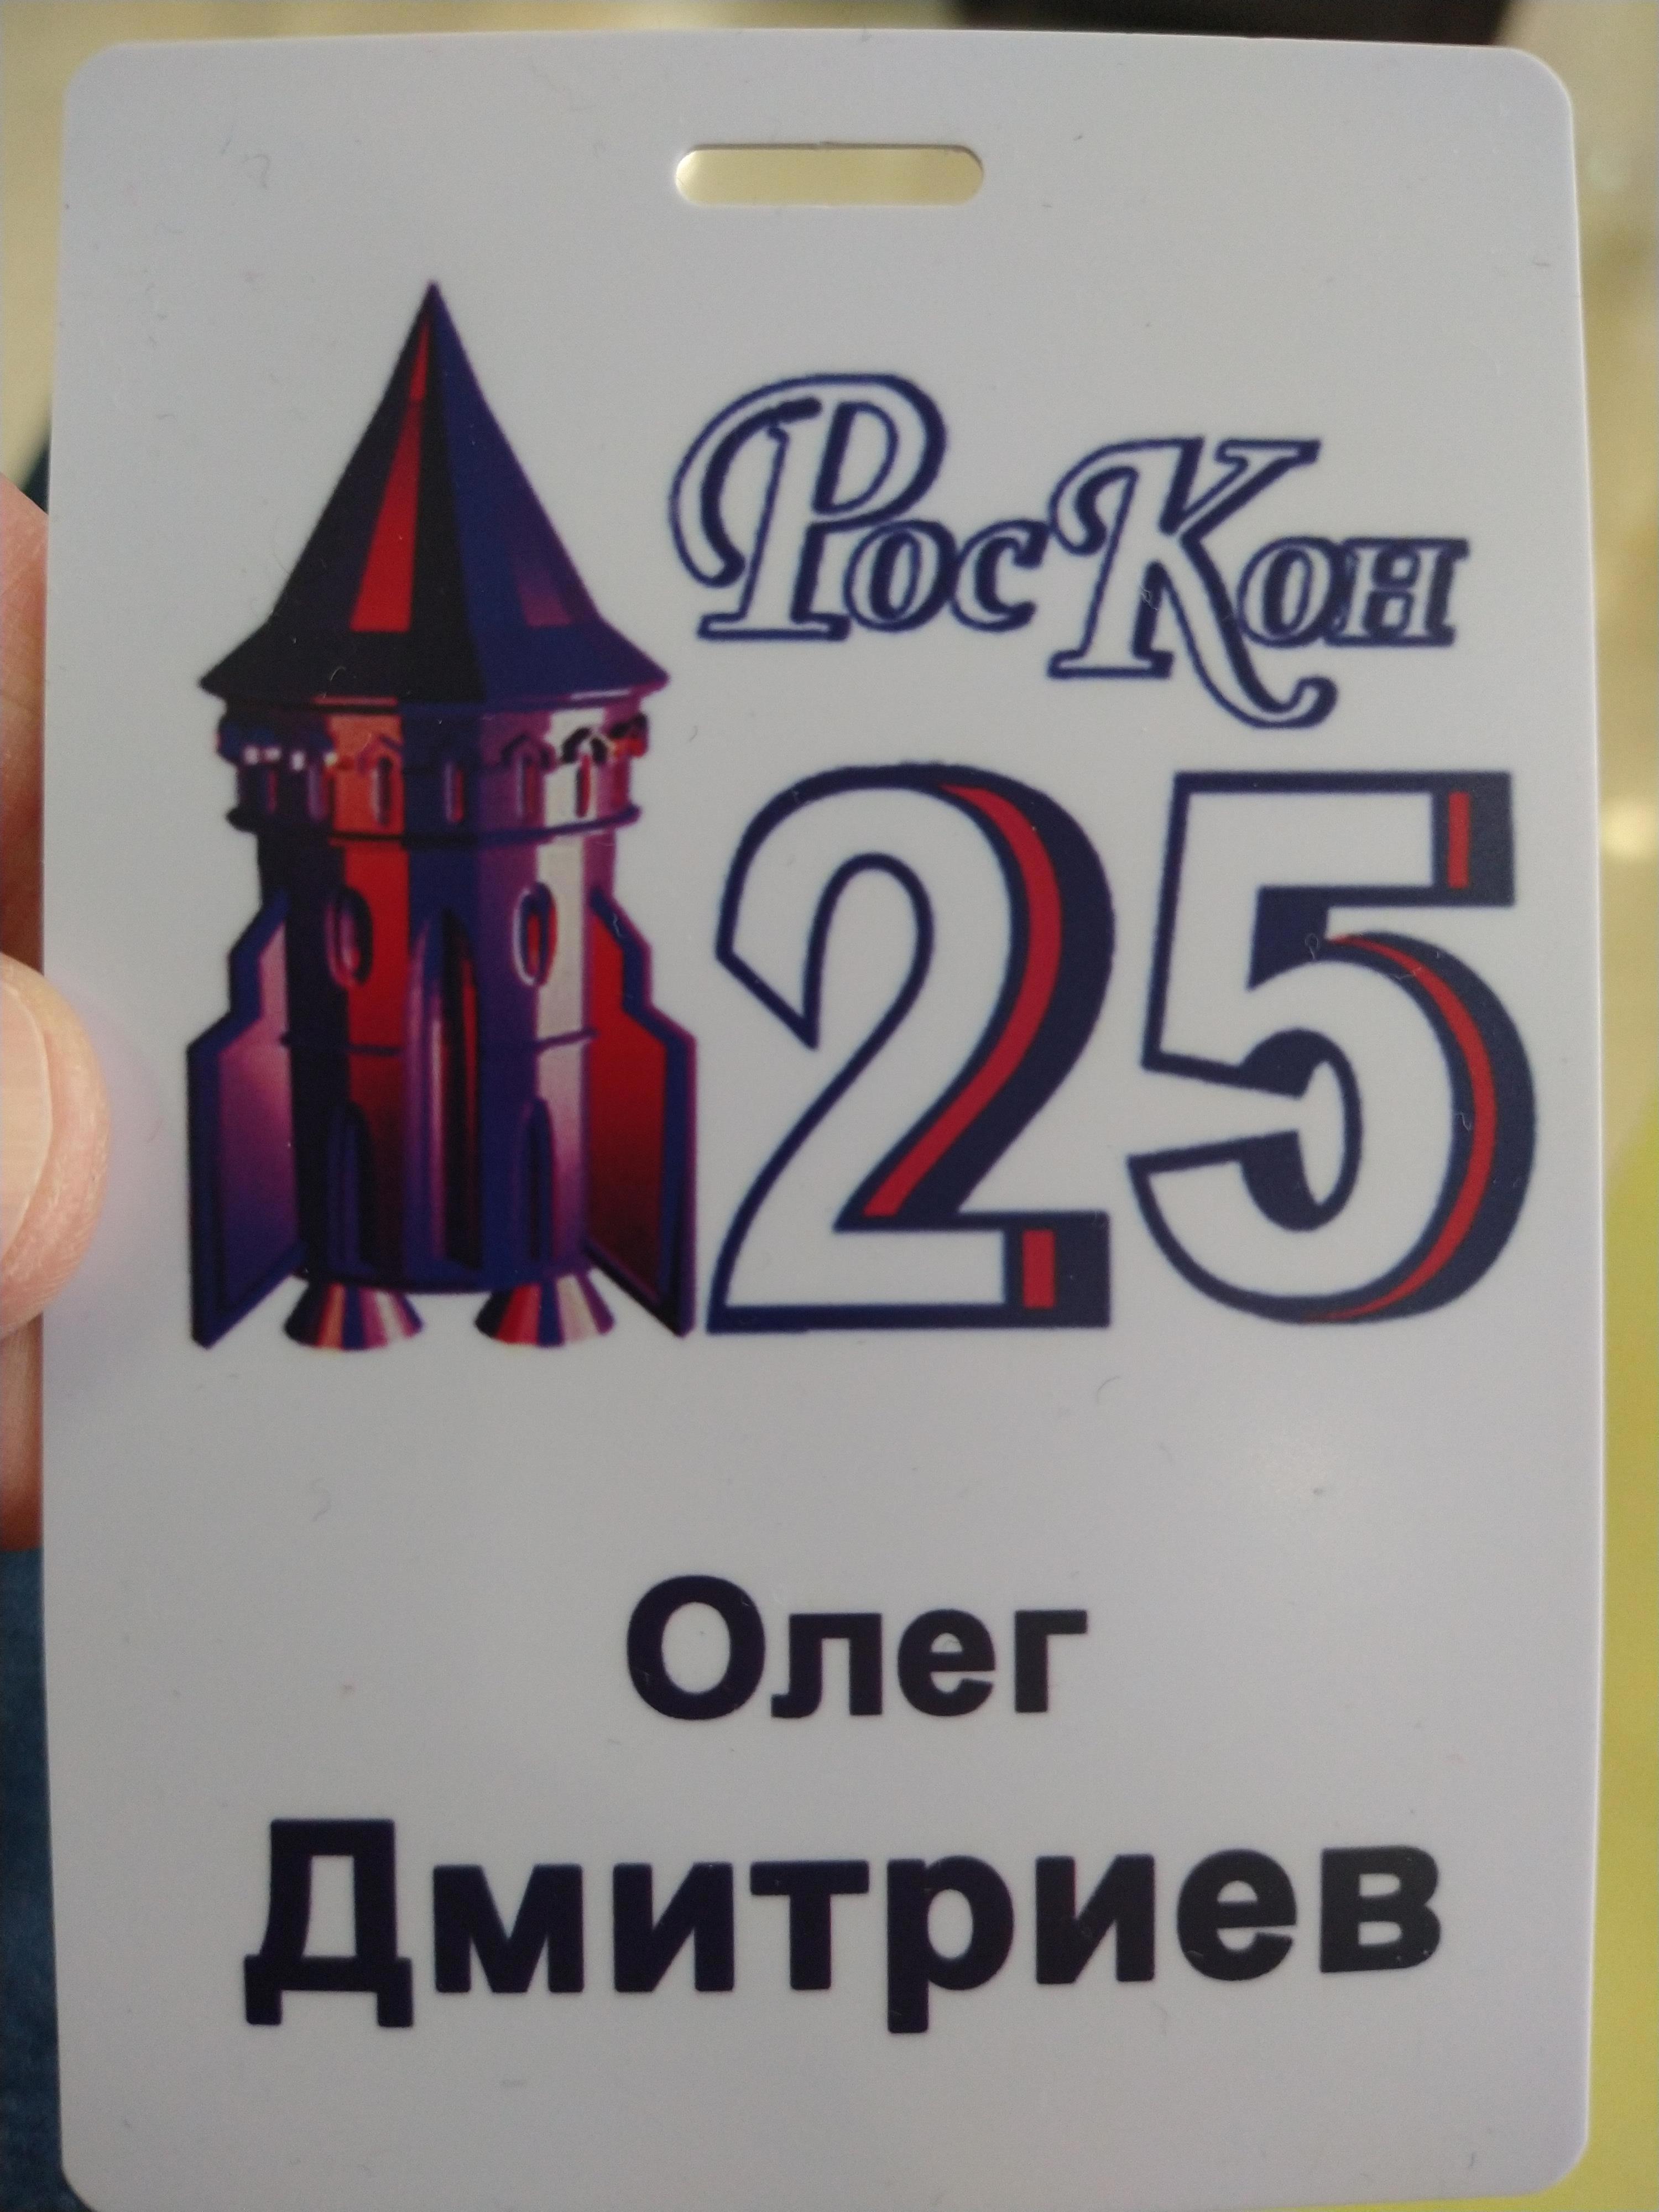 РосКон
25
Олег
Дмитриев